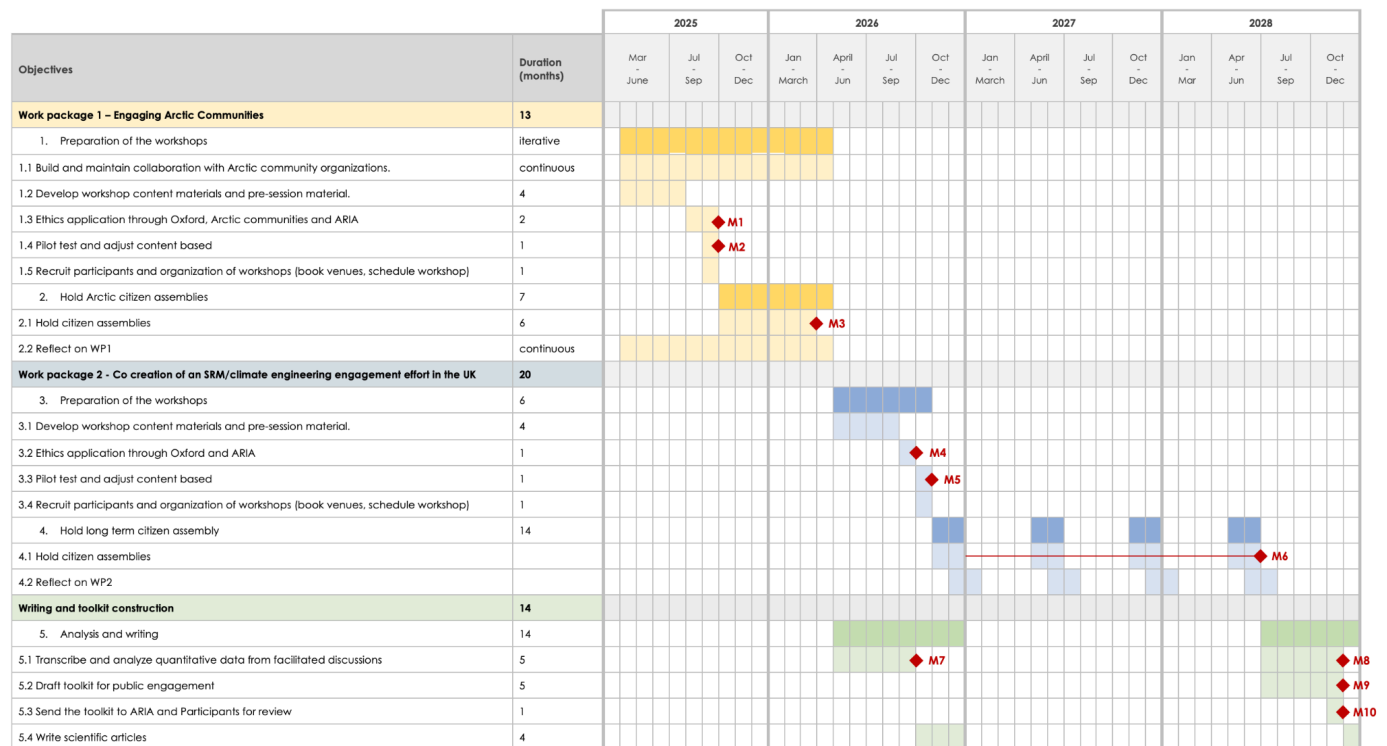 2025 2026 2027 2028
Objectives Duration (months) Mar - June Jul - Sep Oct - Dec Jan - March April - Jun Jul - Sep Oct - Dec Jan - March April - Jun Jul - Sep Oct - Dec Jan - Mar Apr - Jun Jul - Sep Oct - Dec
Work package 1 – Engaging Arctic Communities 13
1. Preparation of the workshops iterative
1.1 Build and maintain collaboration with Arctic community organizations. continuous
1.2 Develop workshop content materials and pre-session material. 4
1.3 Ethics application through Oxford, Arctic communities and ARIA 2 M1
1.4 Pilot test and adjust content based 1 M2
1.5 Recruit participants and organization of workshops (book venues, schedule workshop) 1
2. Hold Arctic citizen assemblies 7
2.1 Hold citizen assemblies 6 M3
2.2 Reflect on WP1 continuous
Work package 2 - Co creation of an SRM/climate engineering engagement effort in the UK 20
3. Preparation of the workshops 6
3.1 Develop workshop content materials and pre-session material. 4
3.2 Ethics application through Oxford and ARIA 1 M4
3.3 Pilot test and adjust content based 1 M5
3.4 Recruit participants and organization of workshops (book venues, schedule workshop) 1
4. Hold long term citizen assembly 14
4.1 Hold citizen assemblies M6
4.2 Reflect on WP2
Writing and toolkit construction 14
5. Analysis and writing 14
5.1 Transcribe and analyze quantitative data from facilitated discussions 5 M7 M8
5.2 Draft toolkit for public engagement 5 M9
5.3 Send the toolkit to ARIA and Participants for review 1 M10
5.4 Write scientific articles 4